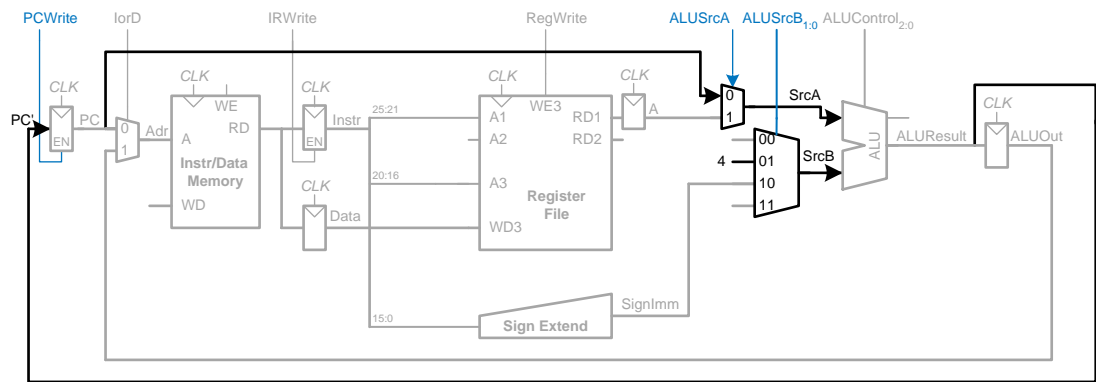 PCWrite IorD IRWrite RegWrite ALUSrcA ALUSrcB1:0 ALUControl2:0
CLK CLK CLK CLK CLK CLK
PC' PC EN 0 1 Adr
WE RD A
Instr/Data
Memory
WD
EN Instr
CLK
Data
25:21
20:16
15:0
WE3
A1 RD1
A2 RD2
A3
Register
File
WD3
A
0
1
SrcA
4
00
01
10
11
SrcB
ALU
ALUResult ALUOut
SignImm
Sign Extend